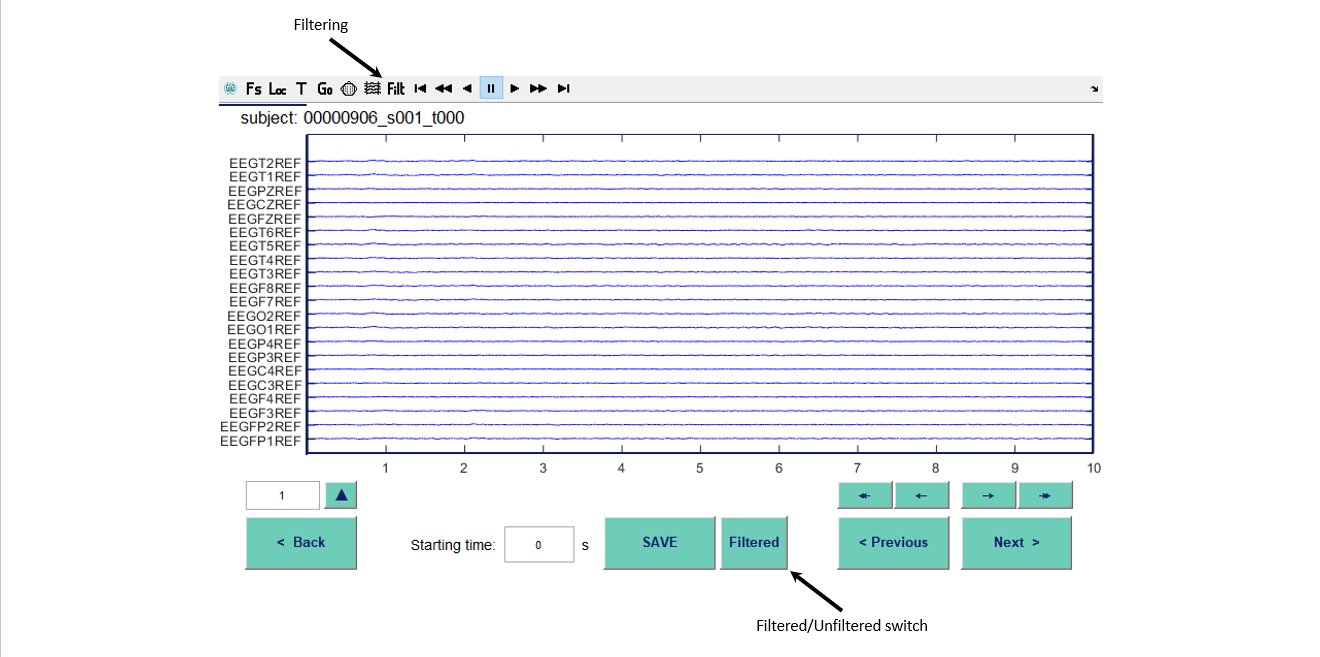 Filtering
Fs Loc T Go Filt
subject: 00000906_s001_t000
EEGT2REF
EEGT1REF
EEGPZREF
EEGCZREF
EEGFZREF
EEGT6REF
EEGT5REF
EEGT4REF
EEGT3REF
EEGF8REF
EEGF7REF
EEGO2REF
EEGO1REF
EEGP4REF
EEGP3REF
EEGC4REF
EEGC3REF
EEGF4REF
EEGF3REF
EEGFP2REF
EEGFP1REF
1 2 3 4 5 6 7 8 9 10
1
< Back Starting time: 0 s SAVE Filtered < Previous Next >
Filtered/Unfiltered switch